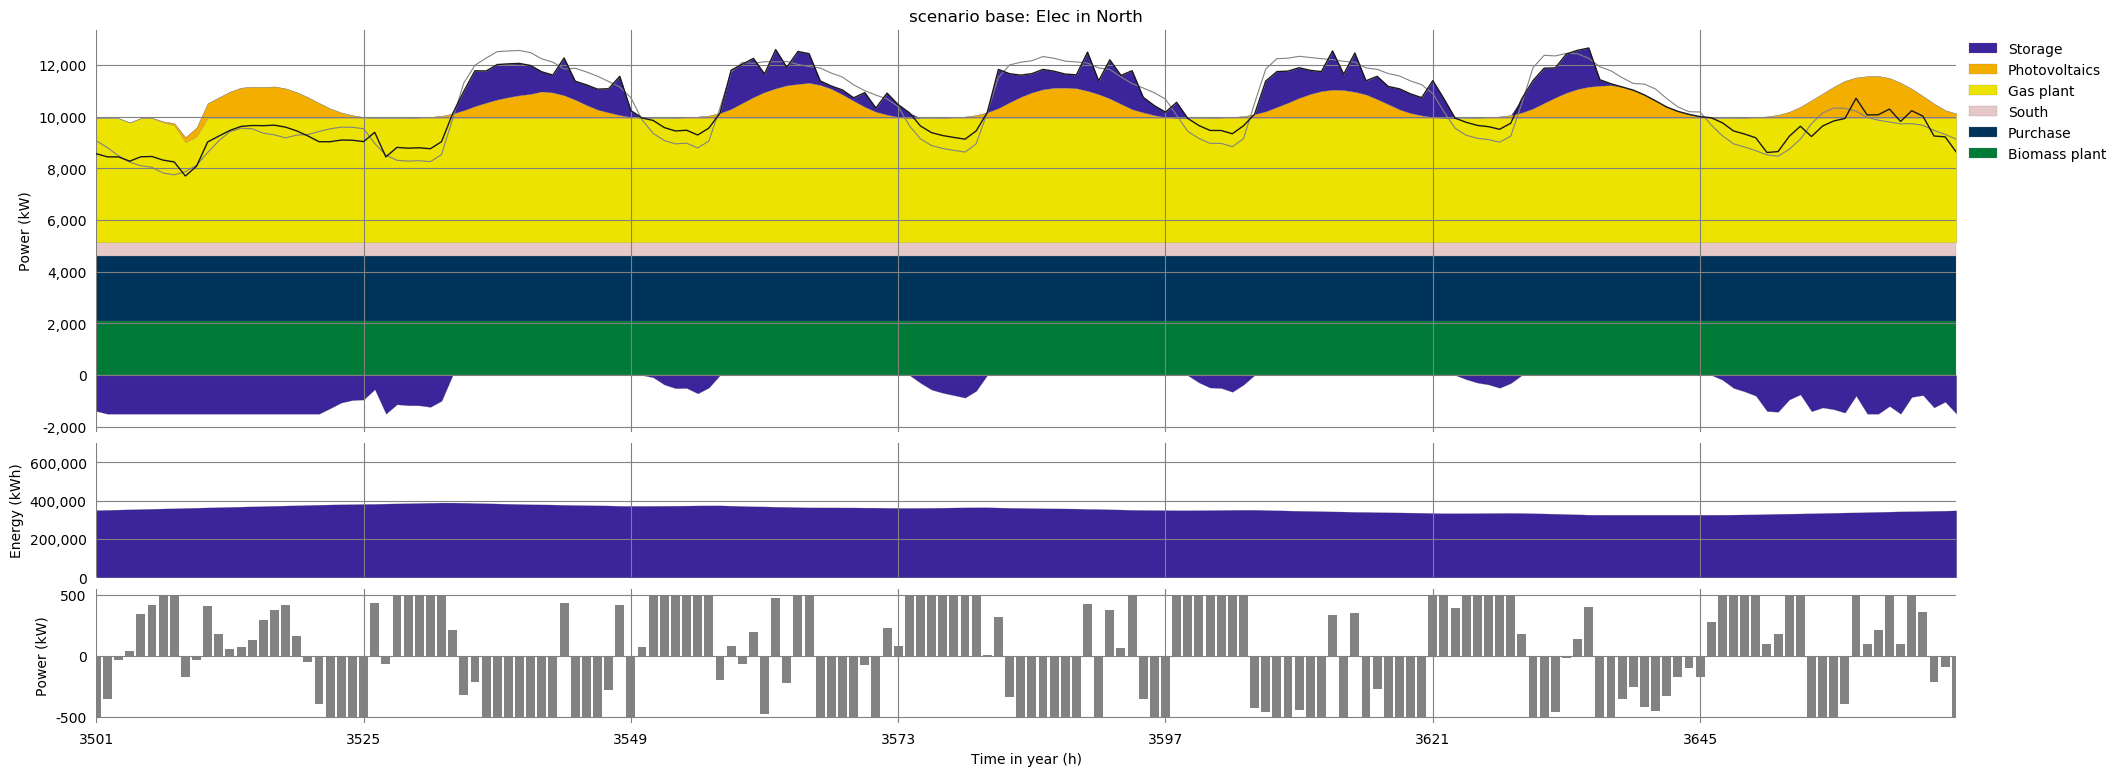 scenario base: Elec in North
Power (kW)
12,000
10,000
8,000
6,000
4,000
2,000
0
-2,000
Storage
Photovoltaics
Gas plant
South
Purchase
Biomass plant
Energy (kWh)
600,000
400,000
200,000
0
Power (kW)
500
0
-500
3501
3525
3549
3573
3597
3621
3645
Time in year (h)